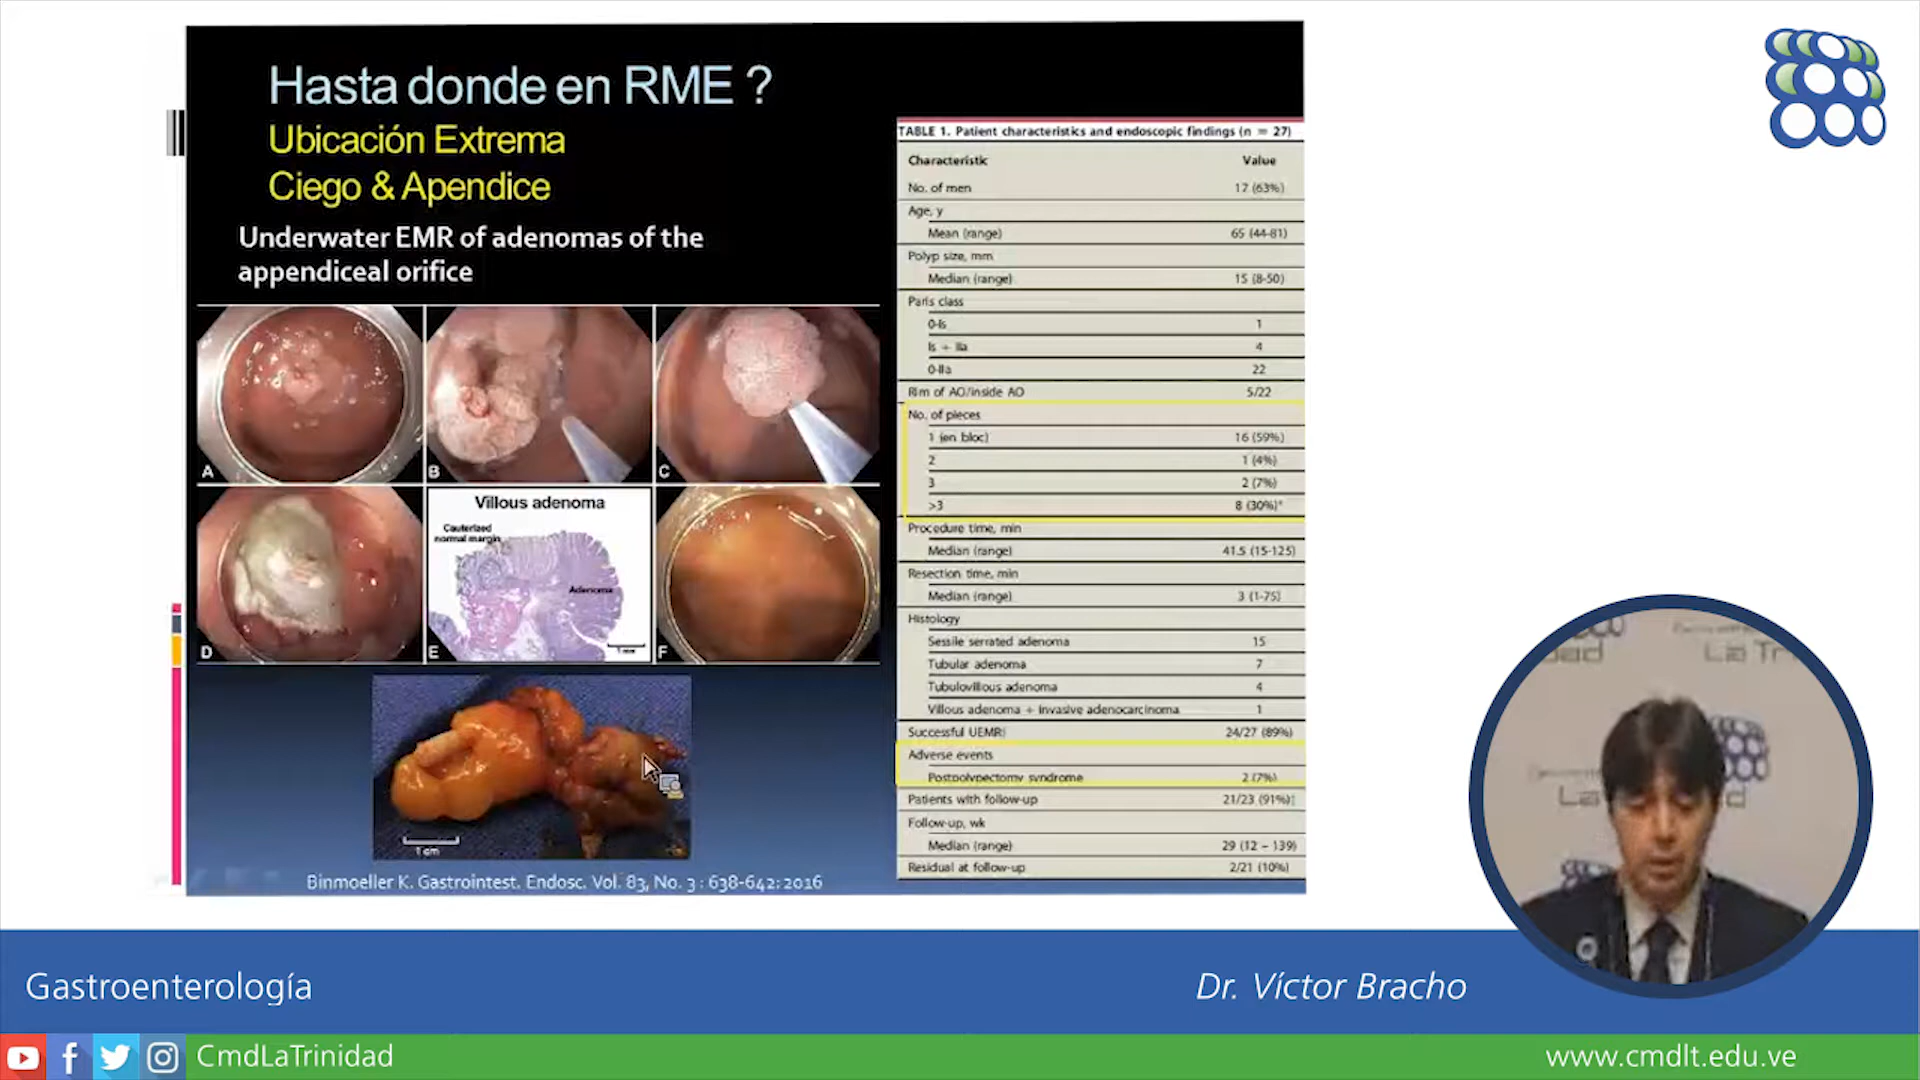 Hasta donde en RME ?
Ubicación Extrema
Ciego & Apendice
Underwater EMR of adenomas of the
appendiceal orifice
A
B
C
D
Villous adenoma
Cauterized
normal margin
Adenoma
1 mm
E
F
1 cm
Binmoeller K. Gastrointest. Endosc. Vol. 83, No. 3 : 638-642: 2016
TABLE 1. Patient characteristics and endoscopic findings (n = 27)
Characteristic Value
No. of men 17 (63%)
Age, y
Mean (range) 65 (44-81)
Polyp size, mm
Median (range) 15 (8-50)
Paris class
0-Is 1
Is + IIa 4
0-IIa 22
Rim of AO/inside AO 5/22
No. of pieces
1 (en bloc) 16 (59%)
2 1 (4%)
3 2 (7%)
>3 8 (30%)*
Procedure time, min
Median (range) 41.5 (15-125)
Resection time, min
Median (range) 3 (1-75)
Histology
Sessile serrated adenoma 15
Tubular adenoma 7
Tubulovillous adenoma 4
Villous adenoma + invasive adenocarcinoma 1
Successful UEMR 24/27 (89%)
Adverse events
Postpolypectomy syndrome 2 (7%)
Patients with follow-up 21/23 (91%)
Follow-up, wk
Median (range) 29 (12 – 139)
Residual at follow-up 2/21 (10%)
La Tri
La
Gastroenterología
Dr. Víctor Bracho
CmdLaTrinidad
www.cmdlt.edu.ve